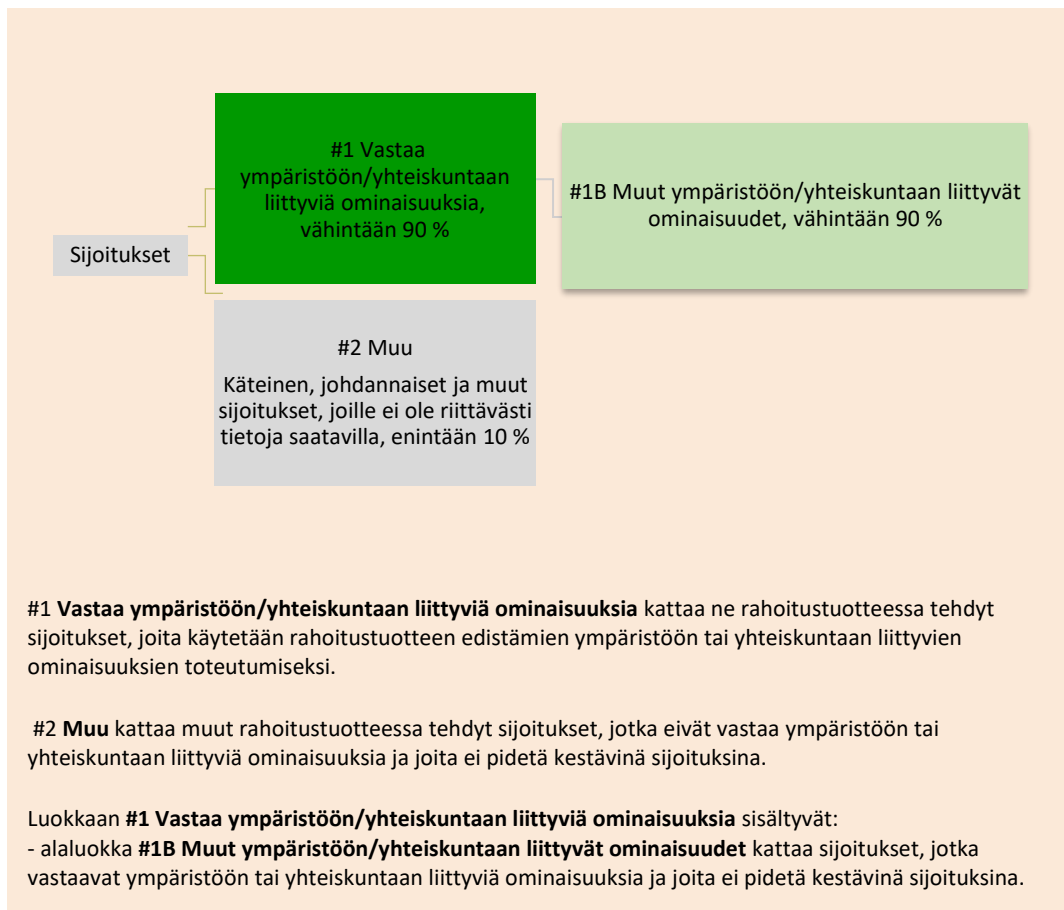 #1 Vastaa
ympäristöön/yhteiskuntaan
liittyviä ominaisuuksia,
vähintään 90 %
#1B Muut ympäristöön/yhteiskuntaan liittyvät
ominaisuudet, vähintään 90 %
Sijoitukset
#2 Muu
Käteinen, johdannaiset ja muut
sijoitukset, joille ei ole riittävästi
tietoja saatavilla, enintään 10 %
#1 Vastaa ympäristöön/yhteiskuntaan liittyviä ominaisuuksia kattaa ne rahoitustuotteessa tehdyt
sijoitukset, joita käytetään rahoitustuotteen edistämien ympäristöön tai yhteiskuntaan liittyvien
ominaisuuksien toteutumiseksi.
#2 Muu kattaa muut rahoitustuotteessa tehdyt sijoitukset, jotka eivät vastaa ympäristöön tai
yhteiskuntaan liittyviä ominaisuuksia ja joita ei pidetä kestävinä sijoituksina.
Luokkaan #1 Vastaa ympäristöön/yhteiskuntaan liittyviä ominaisuuksia sisältyvät:
- alaluokka #1B Muut ympäristöön/yhteiskuntaan liittyvät ominaisuudet kattaa sijoitukset, jotka
vastaavat ympäristöön tai yhteiskuntaan liittyviä ominaisuuksia ja joita ei pidetä kestävinä sijoituksina.